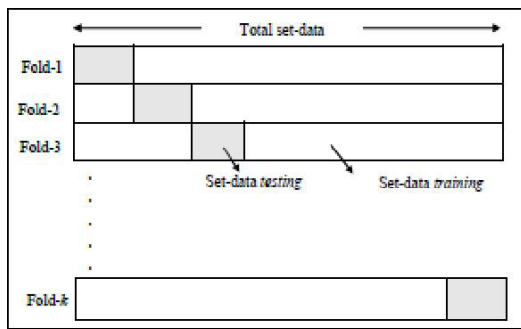 Total set-data
Fold-1
Fold-2
Fold-3
Set-data testing
Set-data training
Fold-k